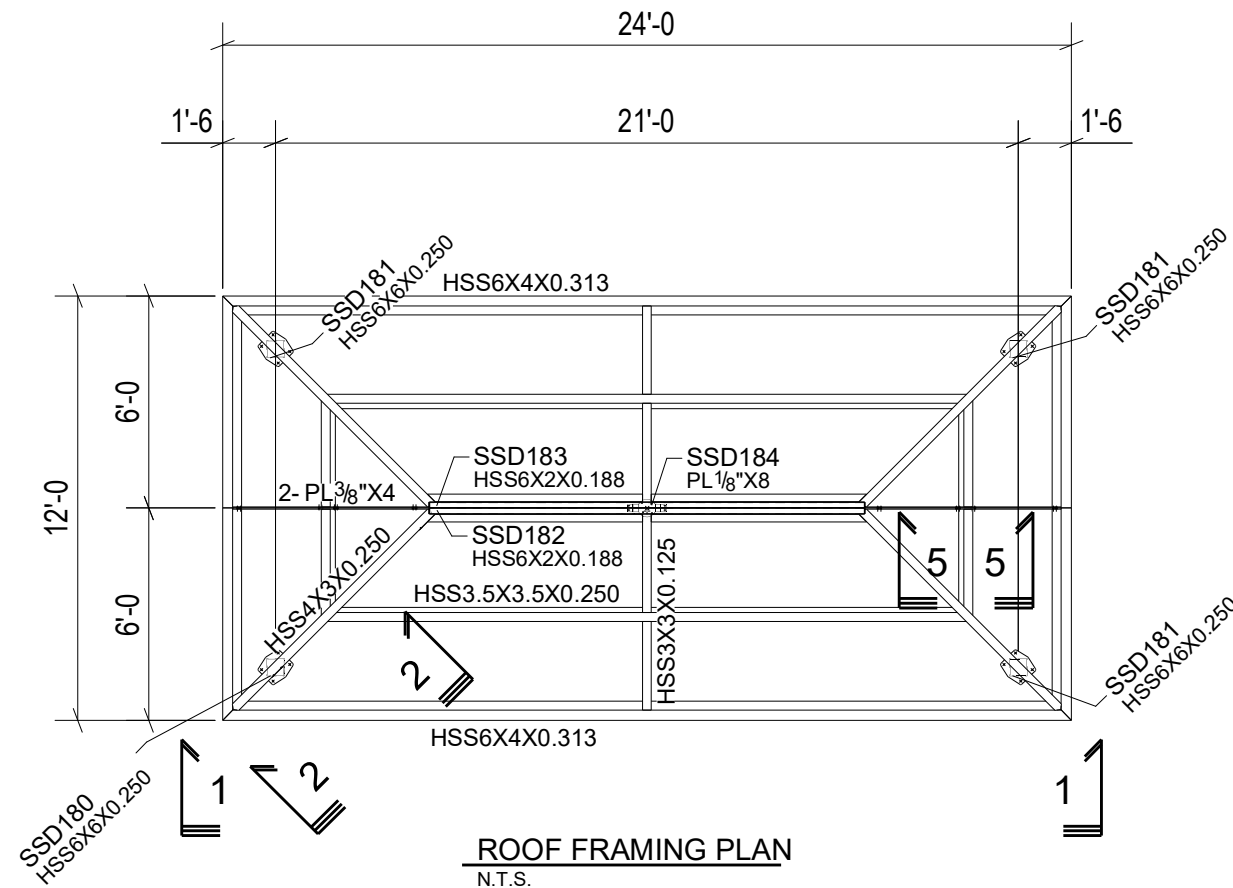 24'-0
1'-6
21'-0
1'-6
SSD181
HSS6X6X0.250
HSS6X4X0.313
SSD181
HSS6X6X0.250
6'-0
12'-0
6'-0
SSD183
HSS6X2X0.188
SSD184
PL1/8"X8
2- PL3/8"X4
SSD182
HSS6X2X0.188
HSS4X3X0.250
HSS3.5X3.5X0.250
HSS3X3X0.125
5
5
2
SSD181
HSS6X6X0.250
HSS6X4X0.313
1
2
1
SSD180
HSS6X6X0.250
ROOF FRAMING PLAN
N.T.S.